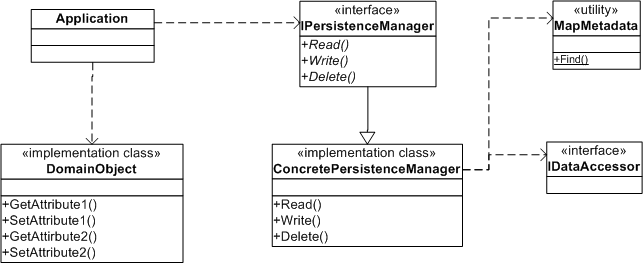 Application
«interface»
IPersistenceManager
+Read()
+Write()
+Delete()
«utility»
MapMetadata
+Find()
«implementation class»
DomainObject
+GetAttribute1()
+SetAttribute1()
+GetAttirbute2()
+SetAttribute2()
«implementation class»
ConcretePersistenceManager
+Read()
+Write()
+Delete()
«interface»
IDataAccessor